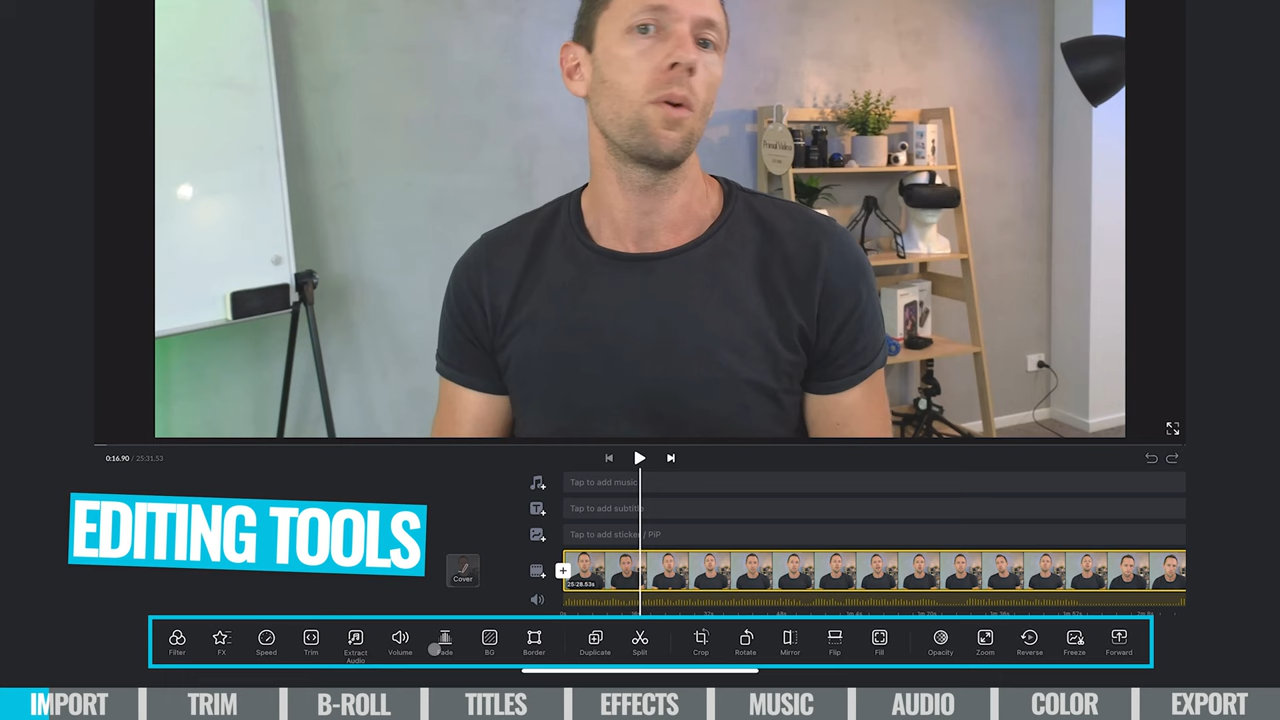 Primal Video
0:16.90 / 25:31.53
Tap to add music
Tap to add subtitle
Tap to add sticker / PiP
EDITING TOOLS
Cover
25:28.53s
Filter
FX
Speed
Trim
Extract Audio
Volume
Fade
BG
Border
Duplicate
Split
Crop
Rotate
Mirror
Flip
Fill
Opacity
Zoom
Reverse
Freeze
Forward
IMPORT
TRIM
B-ROLL
TITLES
EFFECTS
MUSIC
AUDIO
COLOR
EXPORT